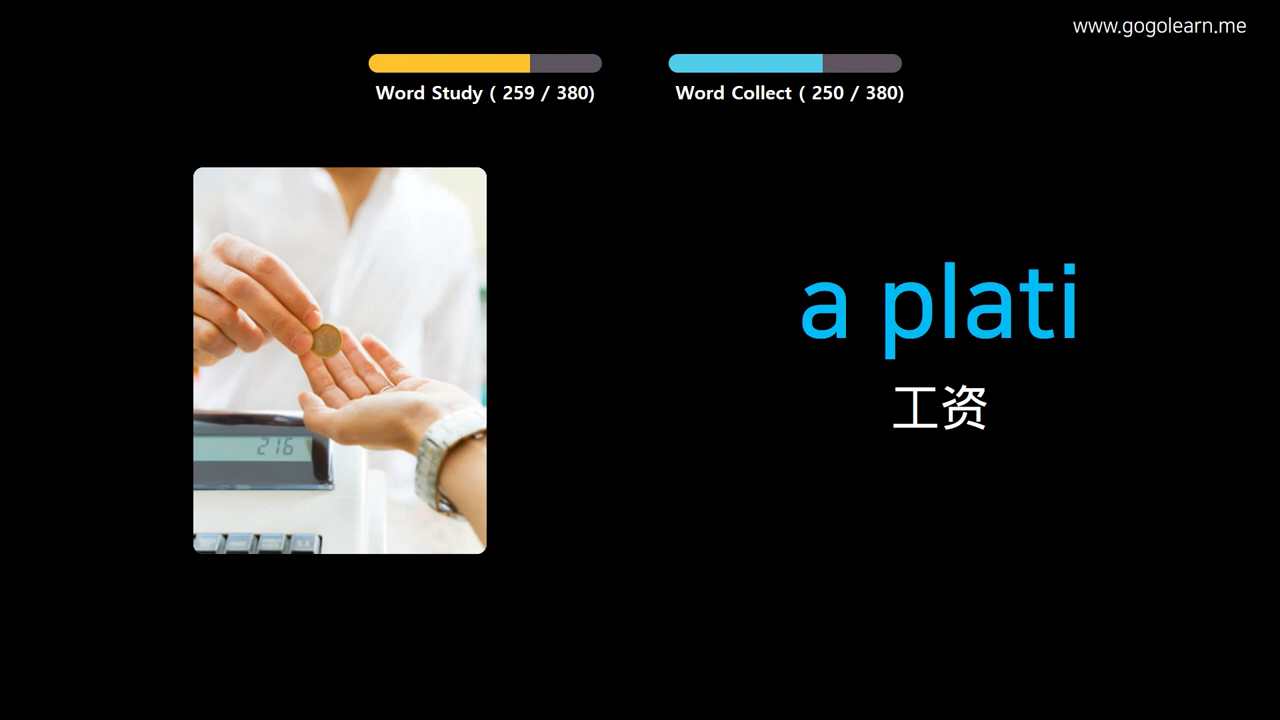 www.gogolearn.me
Word Study ( 259 / 380)
Word Collect ( 250 / 380)
216
a plati
工资